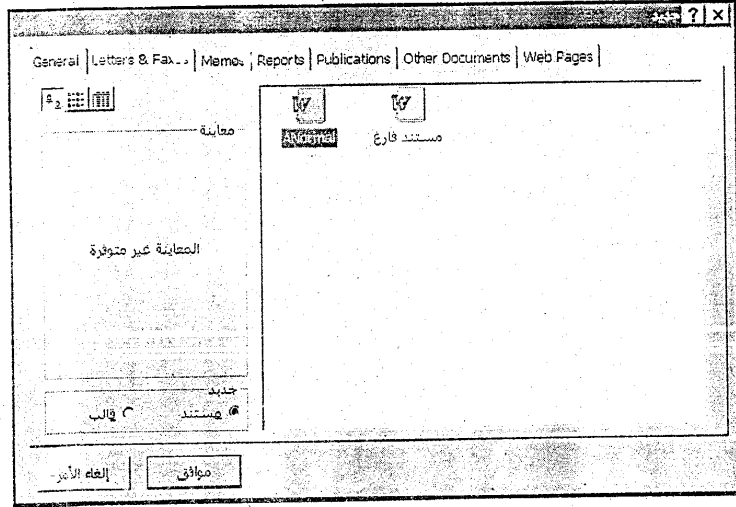 جديد
General Letters & Faxes Memos Reports Publications Other Documents Web Pages
معاينة
مستند فارغ
المعاينة غير متوفرة
جديد
مستند
قالب
موافق
إلغاء الأمر